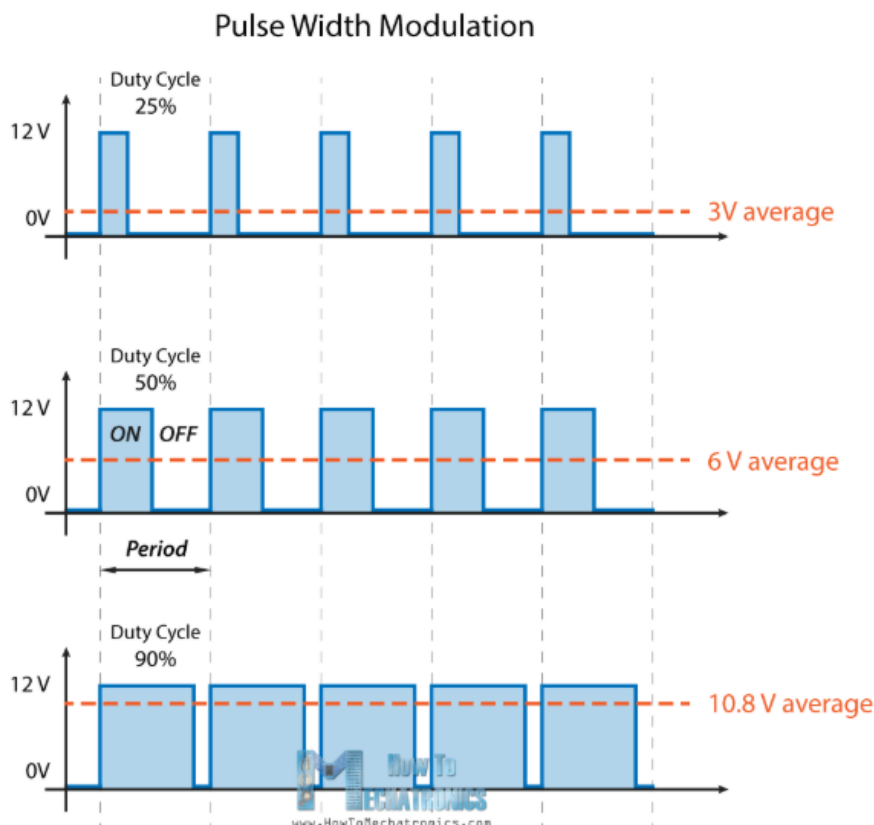 Pulse Width Modulation
Duty Cycle
25%
12 V
0V
3V average
Duty Cycle
50%
12 V
ON OFF
6 V average
0V
Period
Duty Cycle
90%
12 V
10.8 V average
0V
How To
MECHATRONICS
www.HowToMechatronics.com